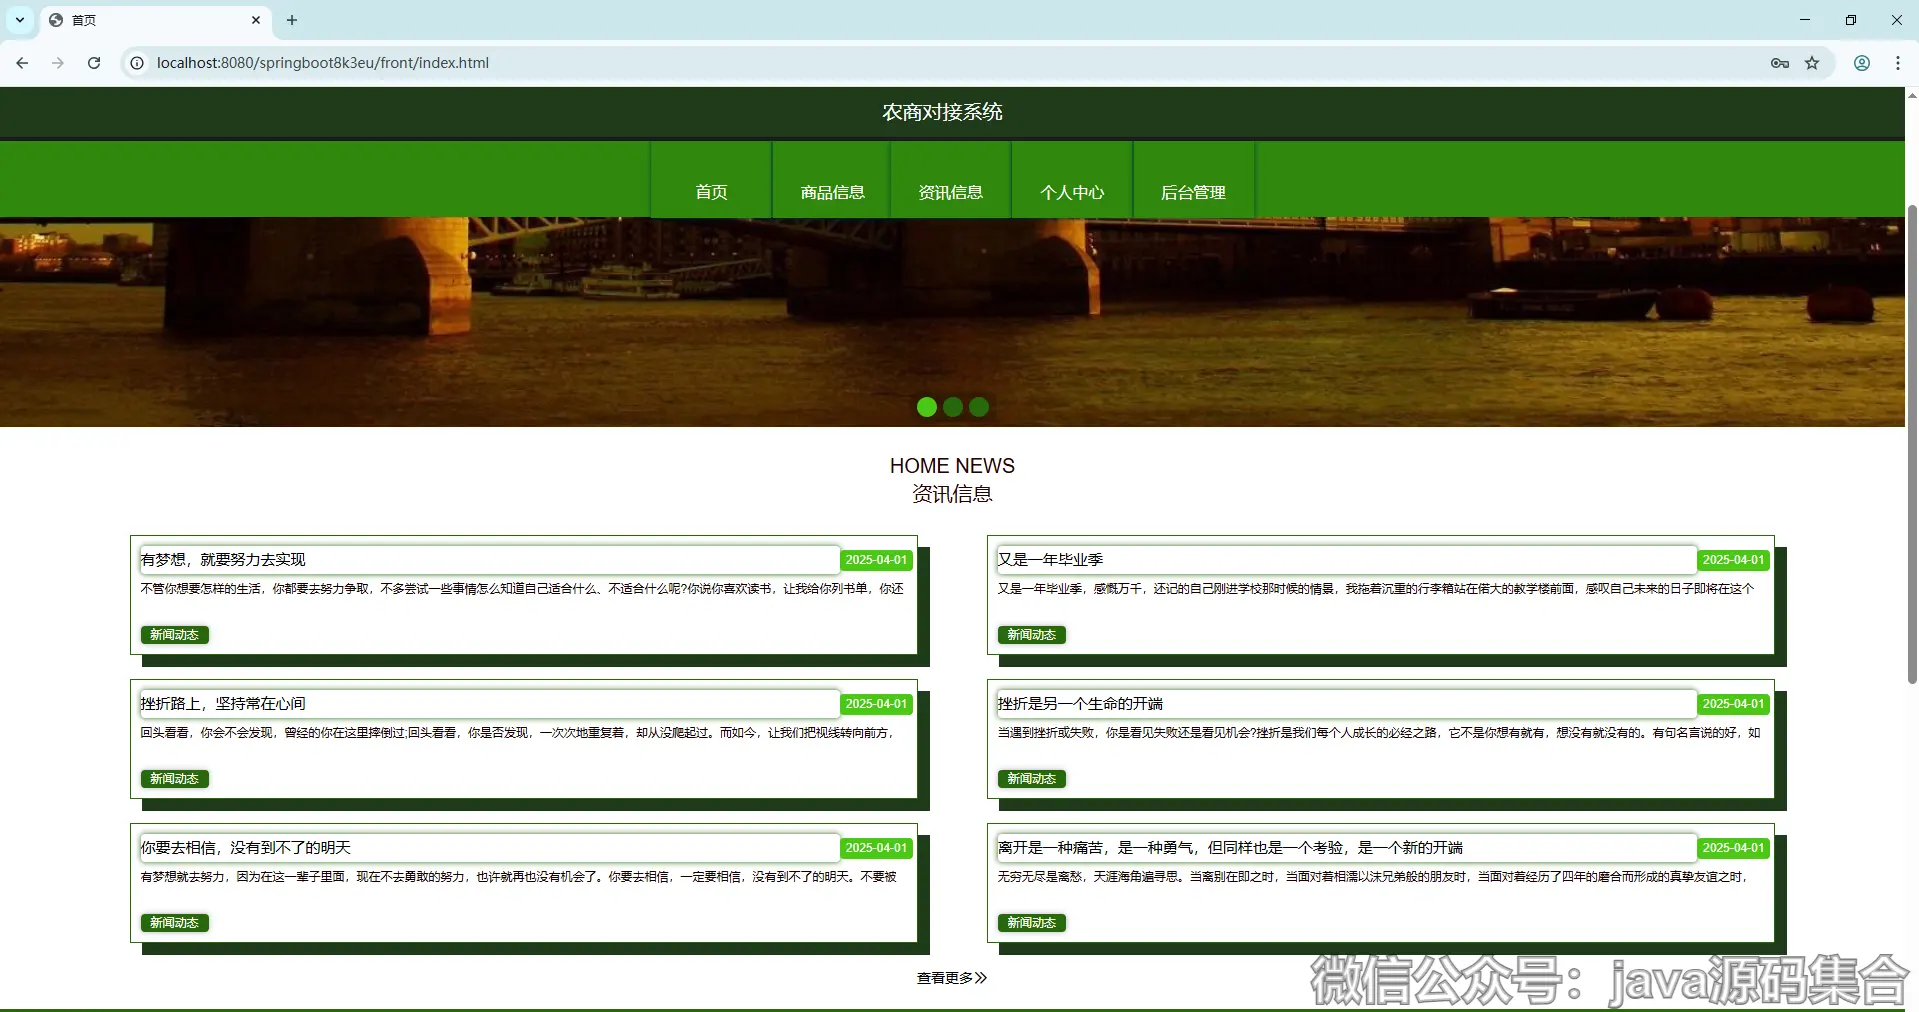 首页
localhost:8080/springboot8k3eu/front/index.html
农商对接系统
首页 商品信息 资讯信息 个人中心 后台管理
HOME NEWS
资讯信息
有梦想，就要努力去实现 2025-04-01
不管你想要怎样的生活，你都要去努力争取，不多尝试一些事情怎么知道自己适合什么、不适合什么呢?你说你喜欢读书，让我给你列书单，你还
新闻动态
又是一年毕业季 2025-04-01
又是一年毕业季，感慨万千，还记的自己刚进学校那时候的情景，我拖着沉重的行李箱站在偌大的教学楼前面，感叹自己未来的日子即将在这个
新闻动态
挫折路上，坚持常在心间 2025-04-01
回头看看，你会不会发现，曾经的你在这里摔倒过;回头看看，你是否发现，一次次地重复着，却从没爬起过。而如今，让我们把视线转向前方，
新闻动态
挫折是另一个生命的开端 2025-04-01
当遇到挫折或失败，你是看见失败还是看见机会?挫折是我们每个人成长的必经之路，它不是你想有就有，想没有就没有的。有句名言说的好，如
新闻动态
你要去相信，没有到不了的明天 2025-04-01
有梦想就去努力，因为在这一辈子里面，现在不去勇敢的努力，也许就再也没有机会了。你要去相信，一定要相信，没有到不了的明天。不要被
新闻动态
离开是一种痛苦，是一种勇气，但同样也是一个考验，是一个新的开端 2025-04-01
无穷无尽是离愁，天涯海角遍寻思。当离别在即之时，当面对着相濡以沫兄弟般的朋友时，当面对着经历了四年的磨合而形成的真挚友谊之时，
新闻动态
查看更多
微信公众号：java源码集合